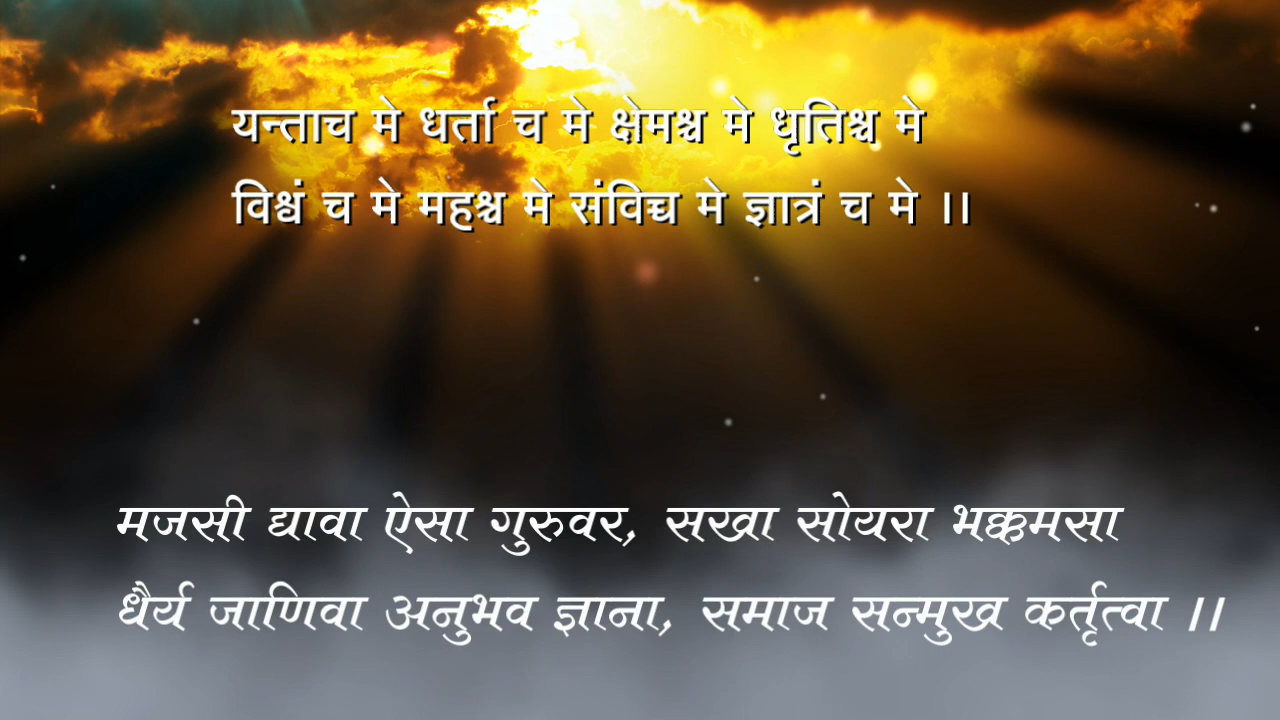 यन्ताच मे धर्ता च मे क्षेमश्च मे धृतिश्च मे
विश्वं च मे महश्च मे संविच्च मे ज्ञात्रं च मे ।।
मजसी द्यावा ऐसा गुरुवर, सखा सोयरा भक्कमसा
धैर्य जाणिवा अनुभव ज्ञाना, समाज सन्मुख कर्तृत्वा ।।